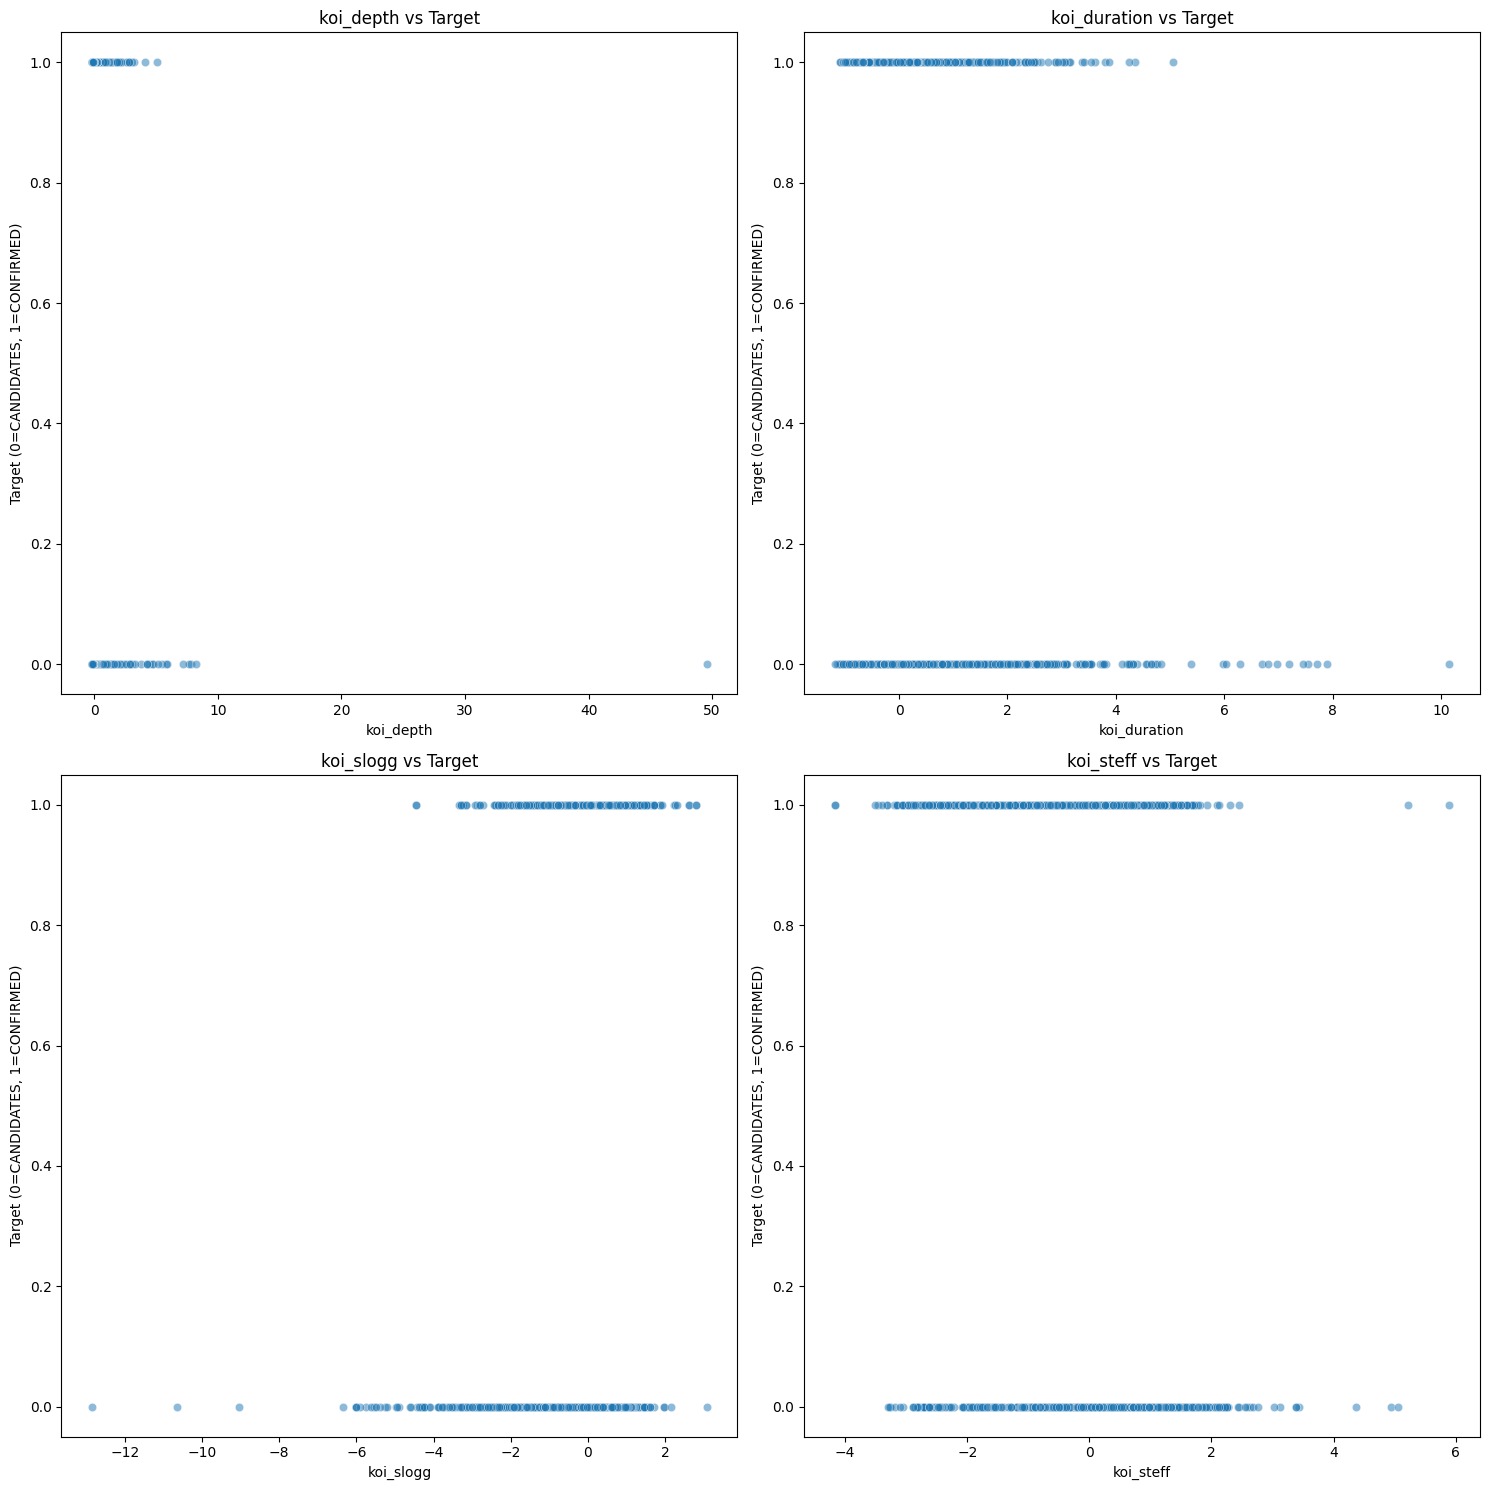 koi_depth vs Target
1.0
0.8
0.6
0.4
0.2
0.0
Target (0=CANDIDATES, 1=CONFIRMED)
0 10 20 30 40 50
koi_depth
koi_duration vs Target
1.0
0.8
0.6
0.4
0.2
0.0
Target (0=CANDIDATES, 1=CONFIRMED)
0 2 4 6 8 10
koi_duration
koi_slogg vs Target
1.0
0.8
0.6
0.4
0.2
0.0
Target (0=CANDIDATES, 1=CONFIRMED)
−12 −10 −8 −6 −4 −2 0 2
koi_slogg
koi_steff vs Target
1.0
0.8
0.6
0.4
0.2
0.0
Target (0=CANDIDATES, 1=CONFIRMED)
−4 −2 0 2 4 6
koi_steff